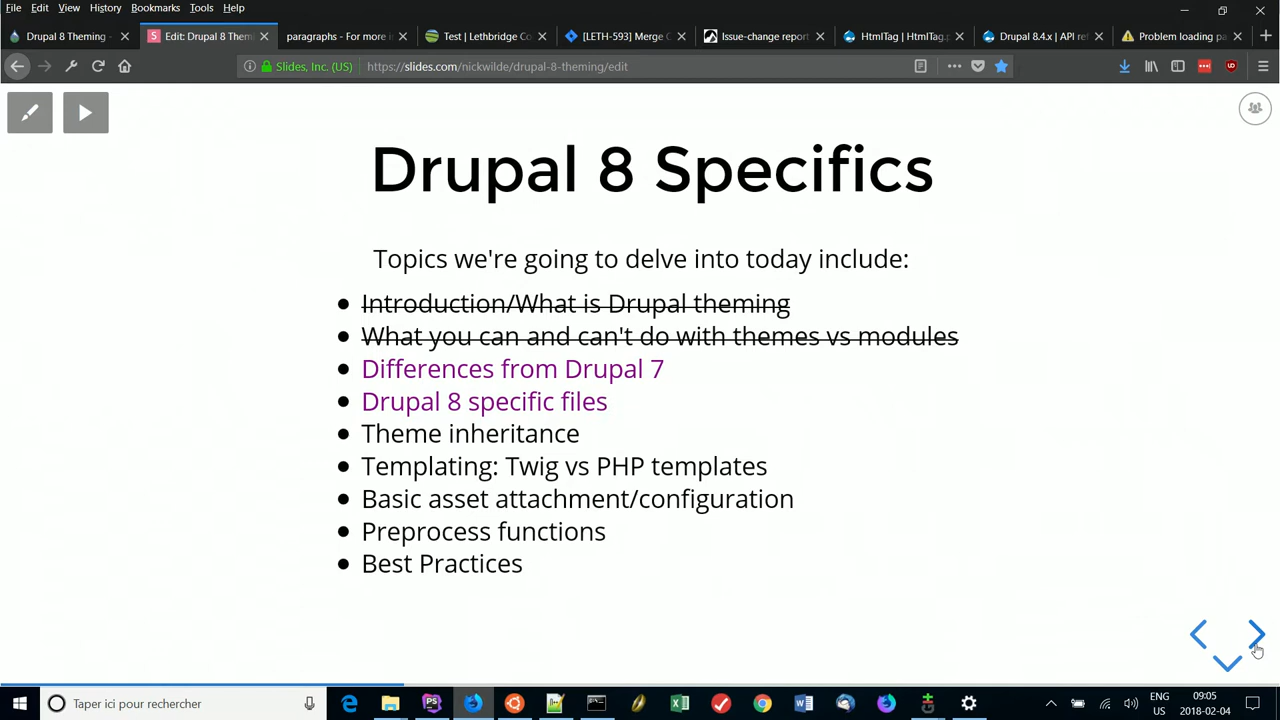 File Edit View History Bookmarks Tools Help
Drupal 8 Theming - Edit: Drupal 8 Them paragraphs - For more in Test | Lethbridge Co [LETH-593] Merge C Issue-change report HtmlTag | HtmlTag.p Drupal 8.4.x | API ref Problem loading pa
Slides, Inc. (US) https://slides.com/nickwilde/drupal-8-theming/edit
Drupal 8 Specifics
Topics we're going to delve into today include:
Introduction/What is Drupal theming
What you can and can't do with themes vs modules
Differences from Drupal 7
Drupal 8 specific files
Theme inheritance
Templating: Twig vs PHP templates
Basic asset attachment/configuration
Preprocess functions
Best Practices
Taper ici pour rechercher
ENG 09:05
US 2018-02-04